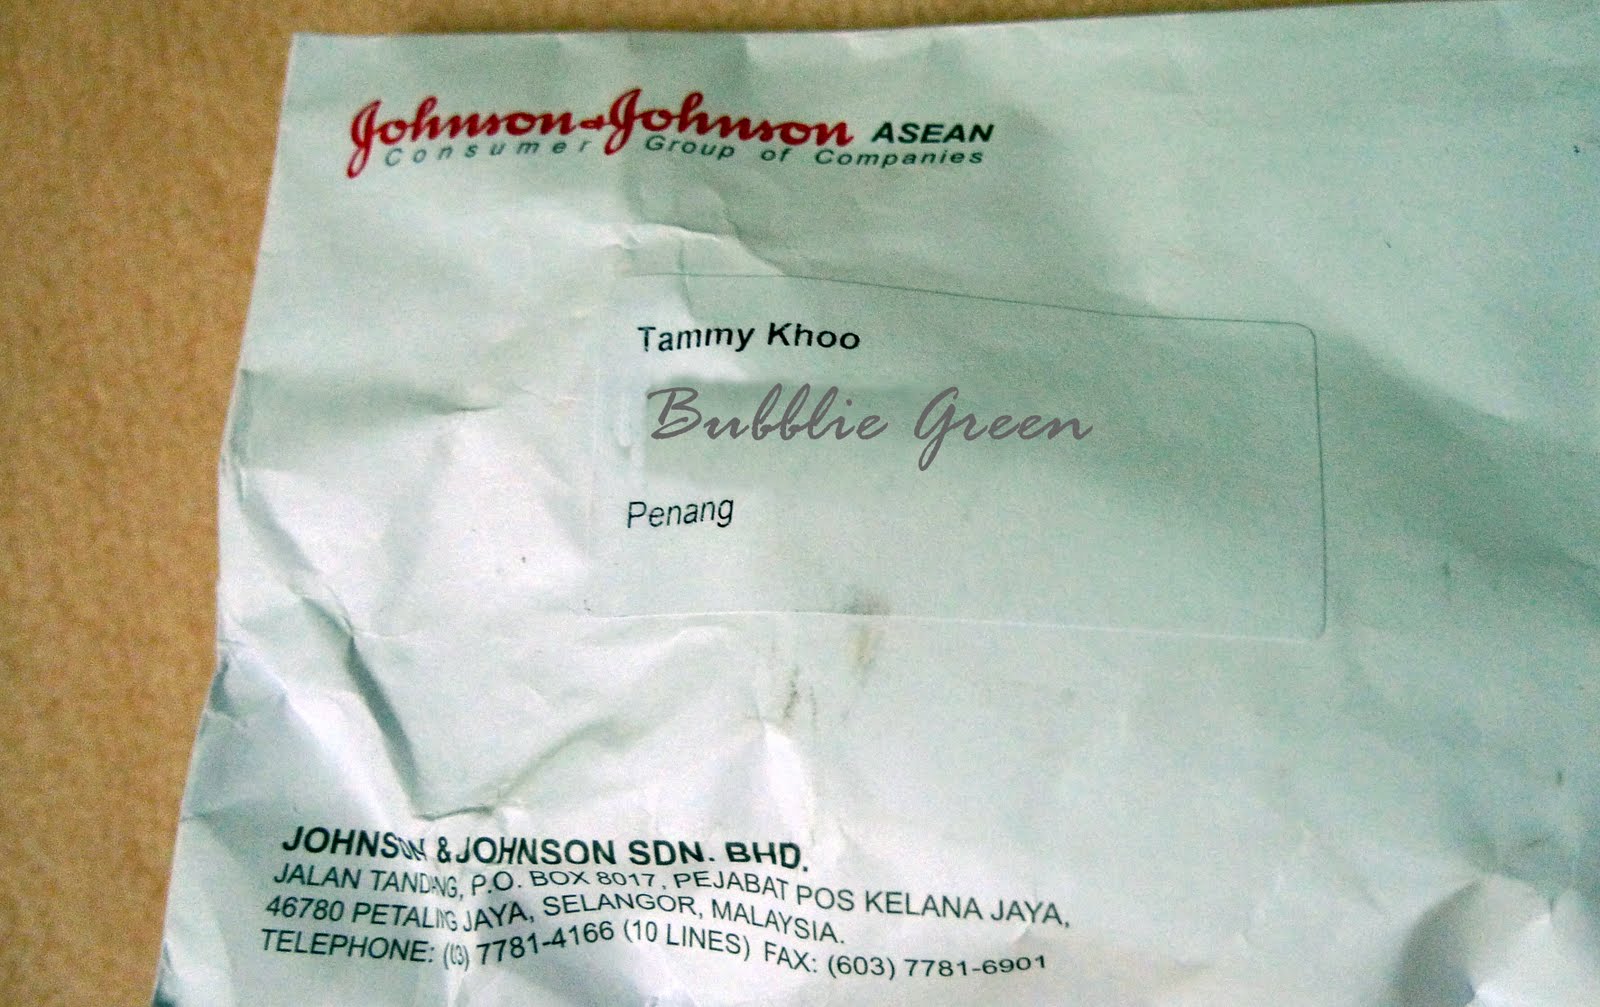 Johnson & Johnson ASEAN
Consumer Group of Companies
Tammy Khoo
Bubblie Green
Penang
JOHNSON & JOHNSON SDN. BHD.
JALAN TANDANG, P.O. BOX 8017, PEJABAT POS KELANA JAYA,
46780 PETALING JAYA, SELANGOR, MALAYSIA.
TELEPHONE: (03) 7781-4166 (10 LINES) FAX: (603) 7781-6901